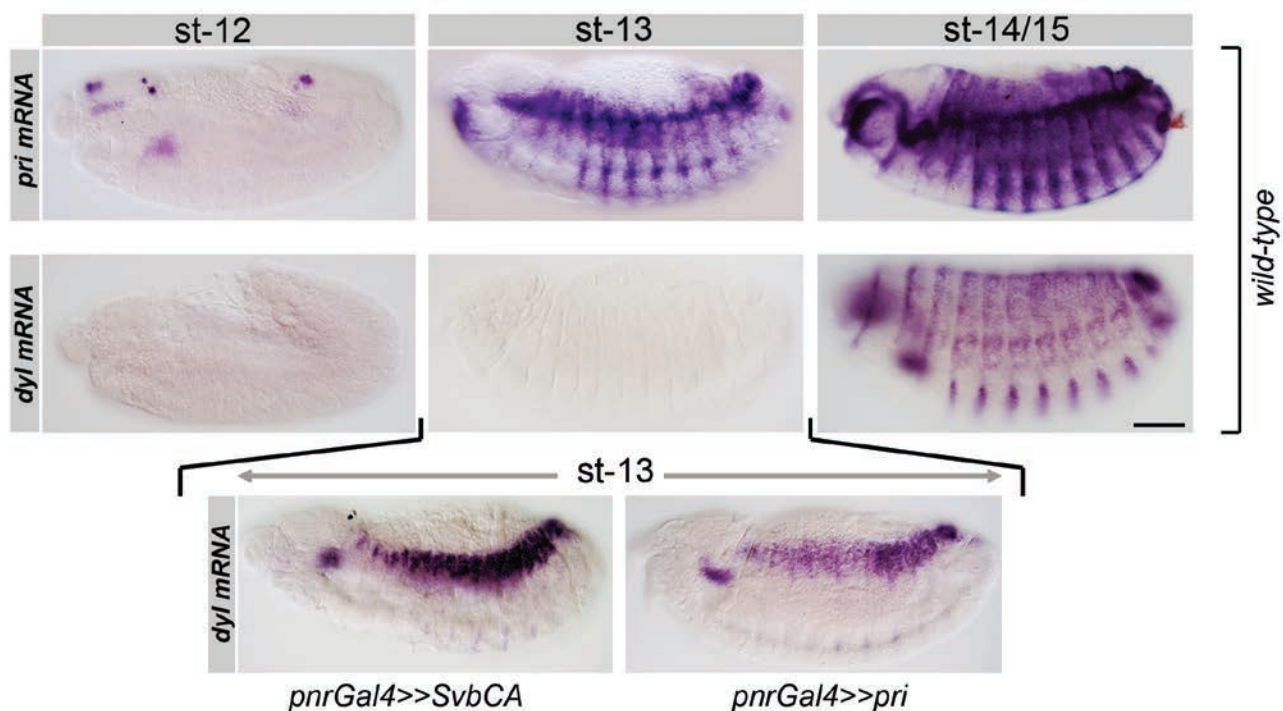 st-12
st-13
st-14/15
pri mRNA
wild-type
dyl mRNA
st-13
dyl mRNA
pnrGal4>>SvbCA
pnrGal4>>pri